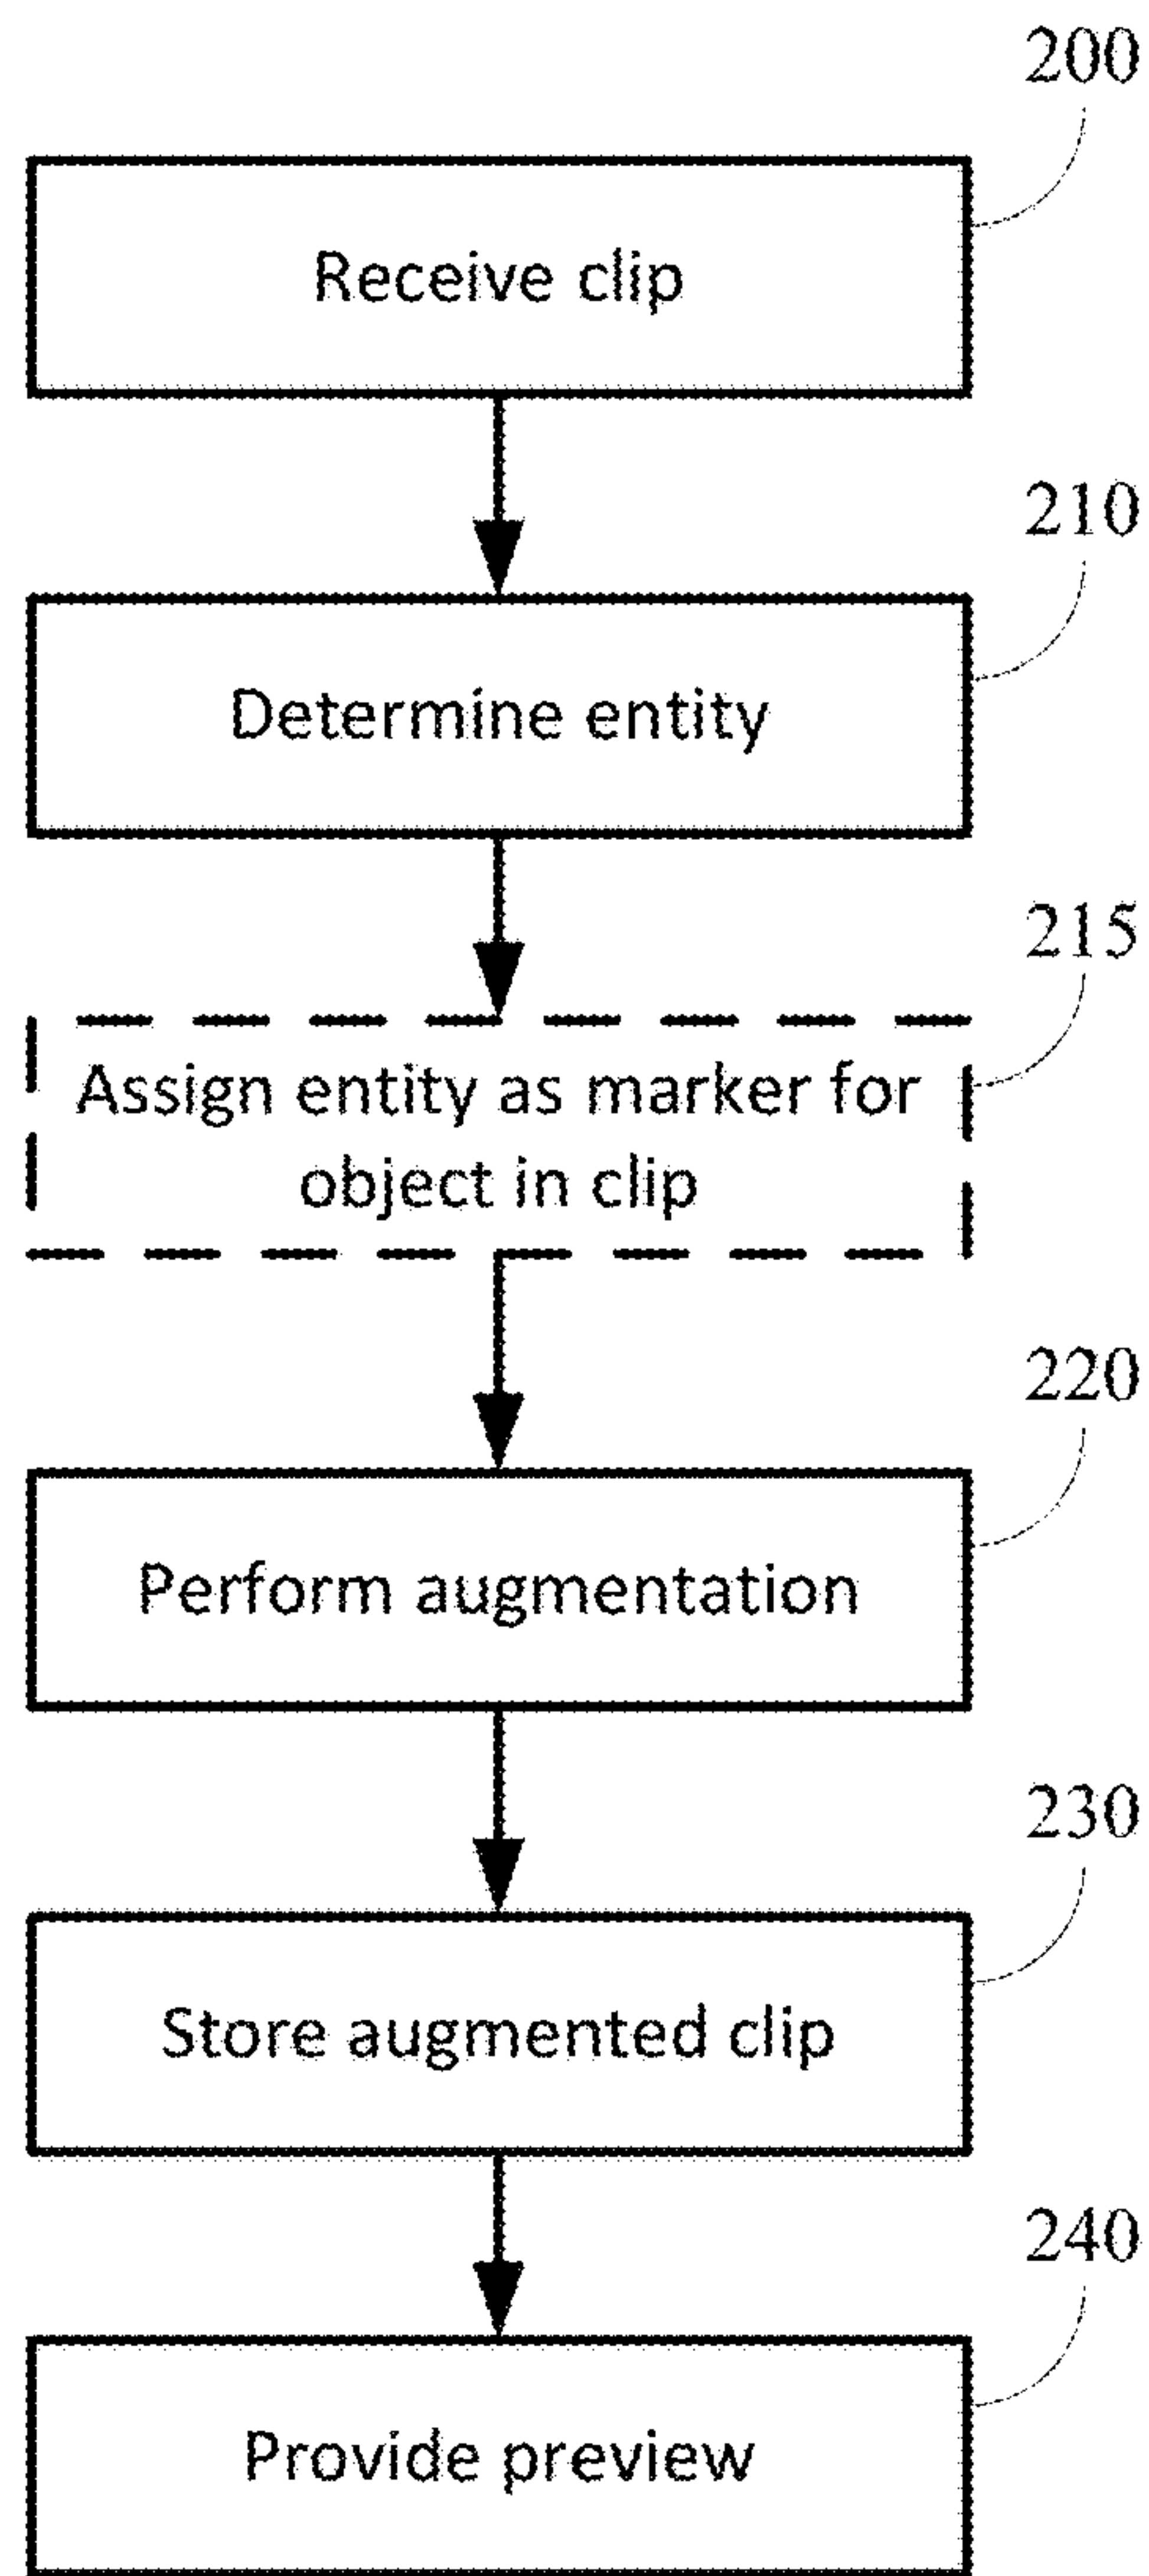 200
Receive clip
210
Determine entity
215
Assign entity as marker for
object in clip
220
Perform augmentation
230
Store augmented clip
240
Provide preview